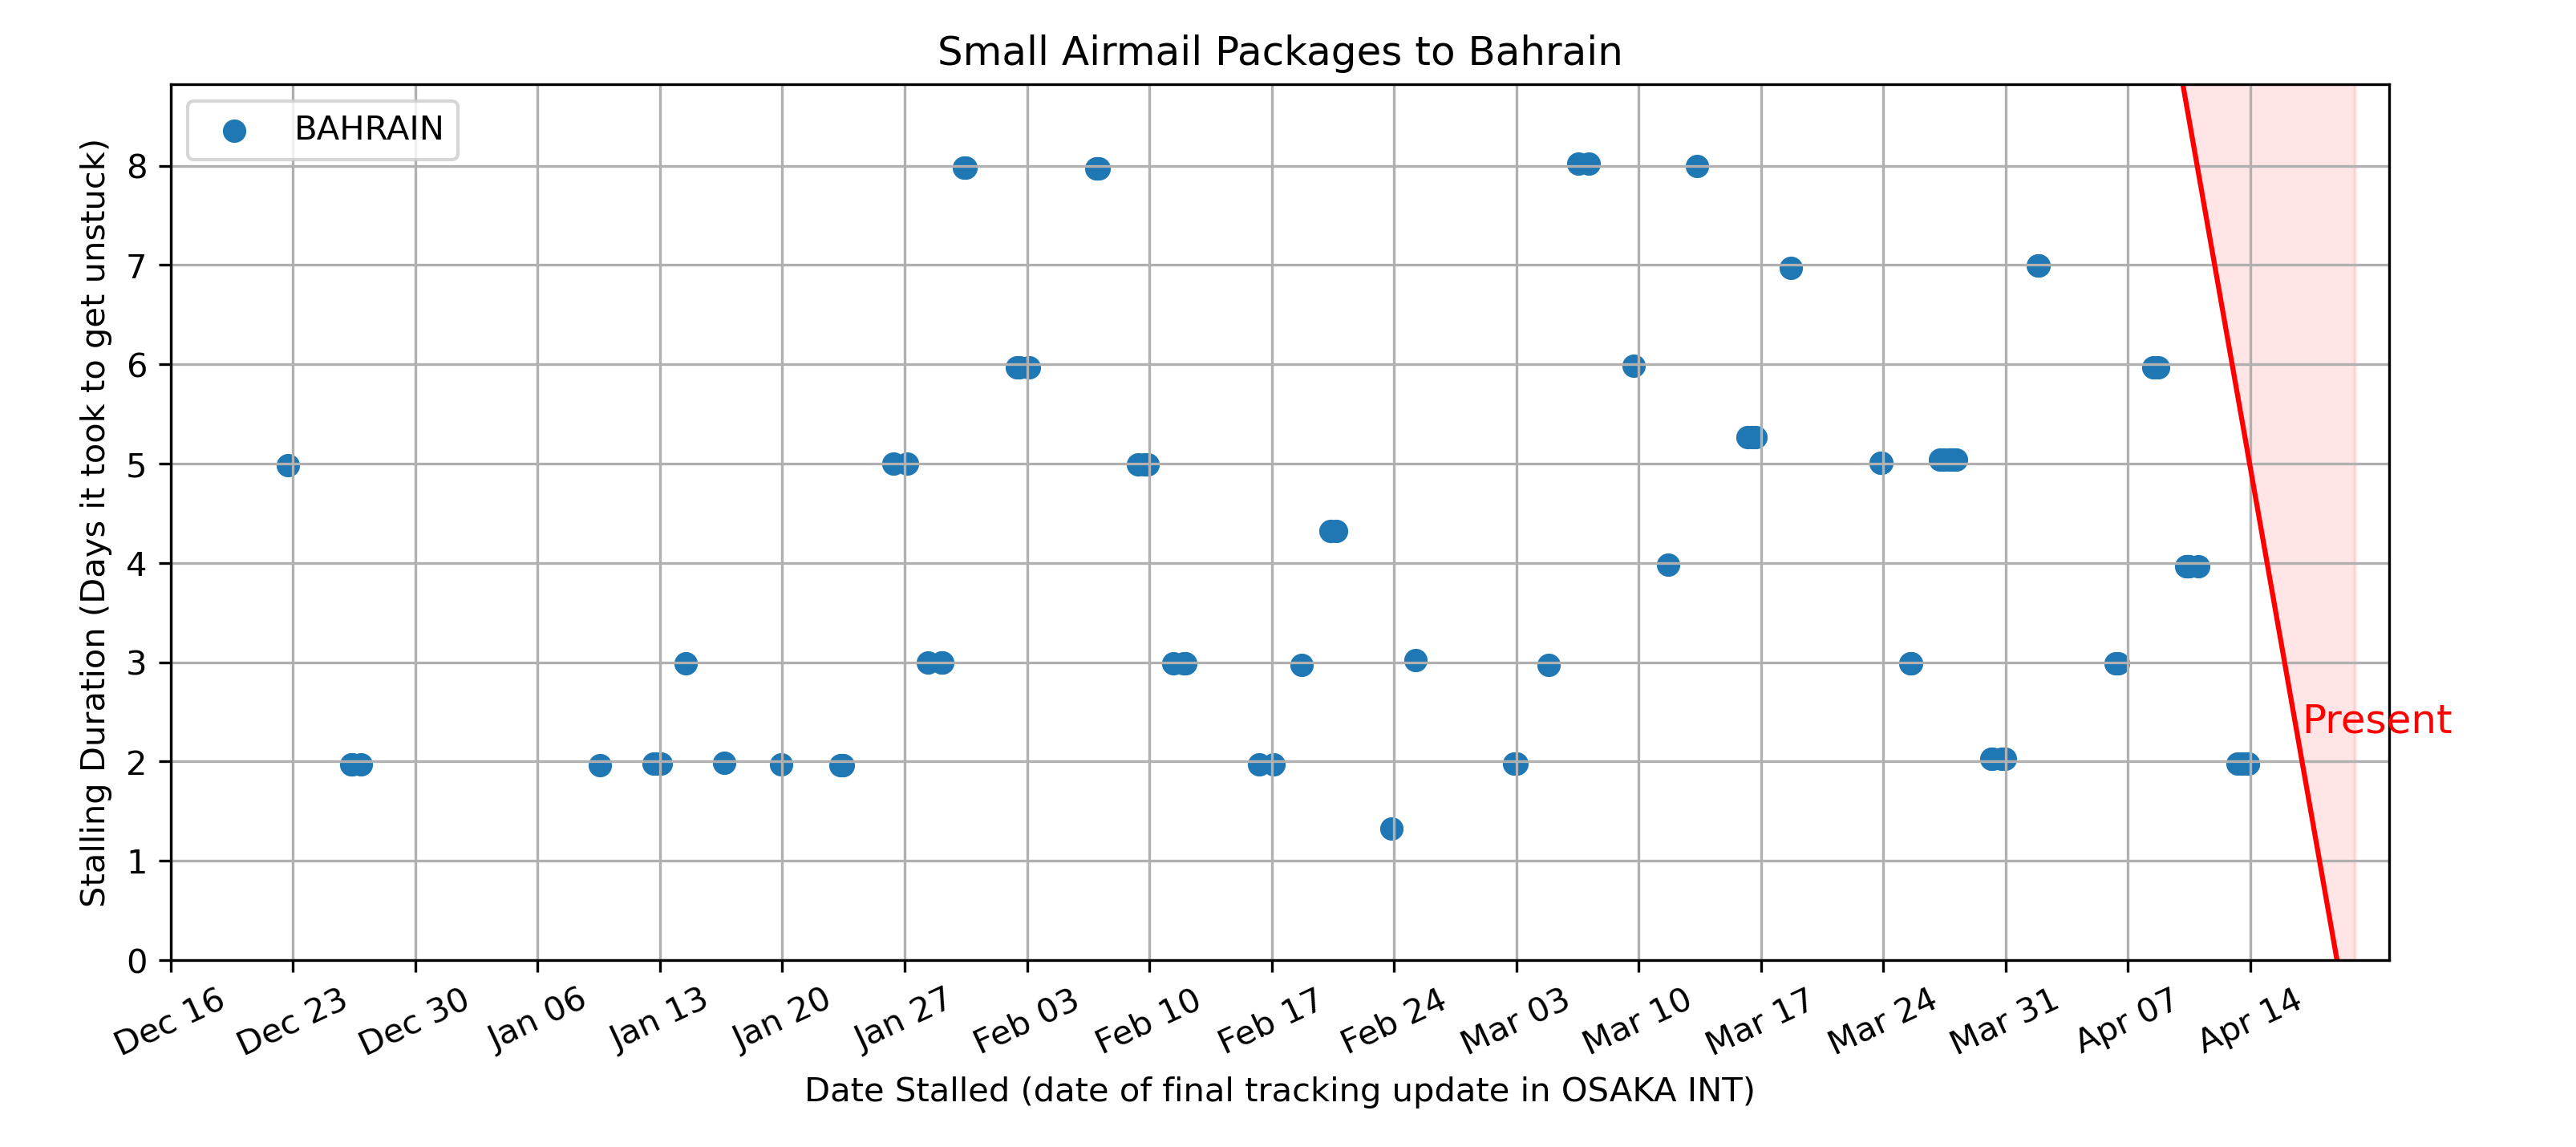 Small Airmail Packages to Bahrain
BAHRAIN
Stalling Duration (Days it took to get unstuck)
8
7
6
5
4
3
2
1
0
Present
Dec 16
Dec 23
Dec 30
Jan 06
Jan 13
Jan 20
Jan 27
Feb 03
Feb 10
Feb 17
Feb 24
Mar 03
Mar 10
Mar 17
Mar 24
Mar 31
Apr 07
Apr 14
Date Stalled (date of final tracking update in OSAKA INT)